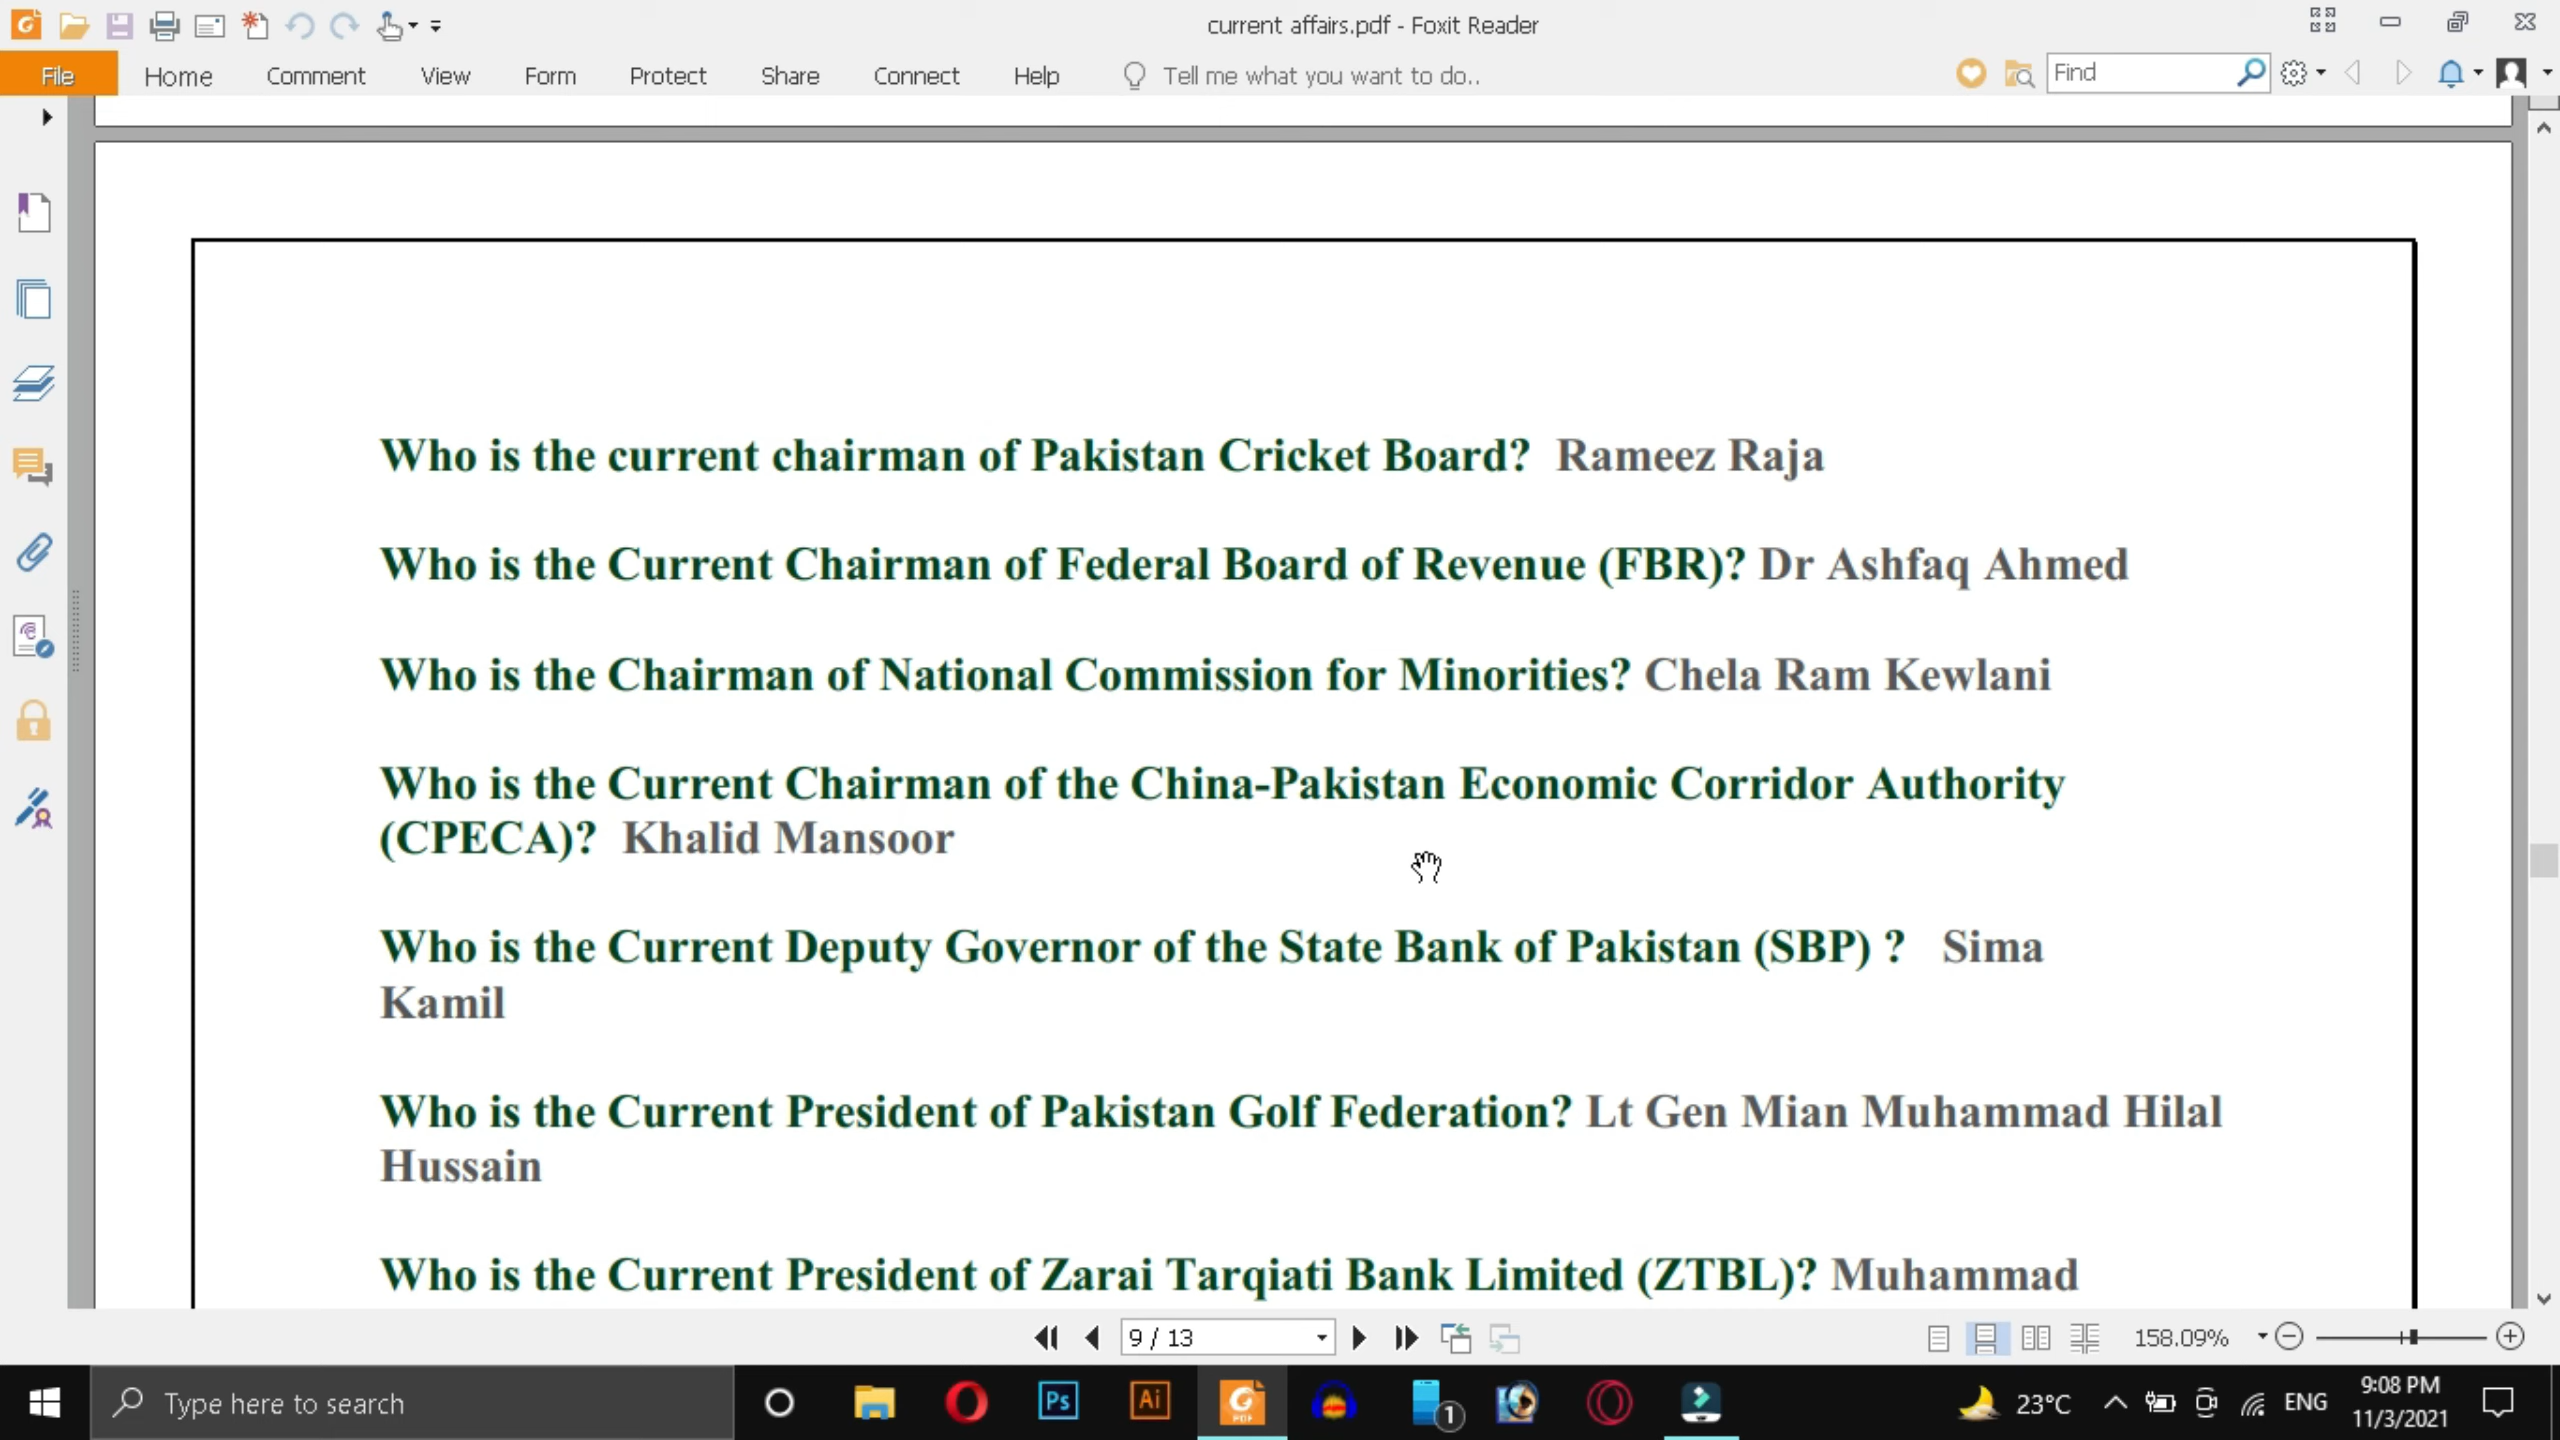 current affairs.pdf - Foxit Reader
File Home Comment View Form Protect Share Connect Help Tell me what you want to do.. Find
Who is the current chairman of Pakistan Cricket Board? Rameez Raja
Who is the Current Chairman of Federal Board of Revenue (FBR)? Dr Ashfaq Ahmed
Who is the Chairman of National Commission for Minorities? Chela Ram Kewlani
Who is the Current Chairman of the China-Pakistan Economic Corridor Authority
(CPECA)? Khalid Mansoor
Who is the Current Deputy Governor of the State Bank of Pakistan (SBP) ? Sima
Kamil
Who is the Current President of Pakistan Golf Federation? Lt Gen Mian Muhammad Hilal
Hussain
Who is the Current President of Zarai Tarqiati Bank Limited (ZTBL)? Muhammad
9 / 13 158.09%
Type here to search Ps Ai PDF 1 23°C ENG 9:08 PM
11/3/2021